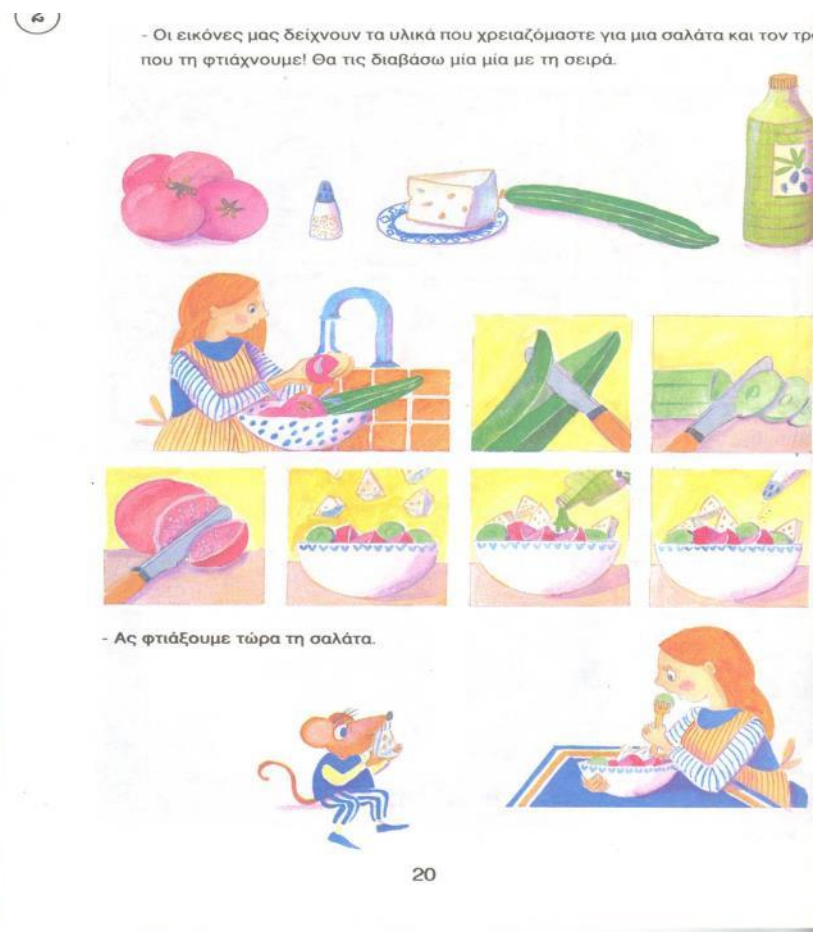 - Οι εικόνες μας δείχνουν τα υλικά που χρειαζόμαστε για μια σαλάτα και τον
που τη φτιάχνουμε! Θα τις διαβάσω μία μία με τη σειρά.
- Ας φτιάξουμε τώρα τη σαλάτα.
20